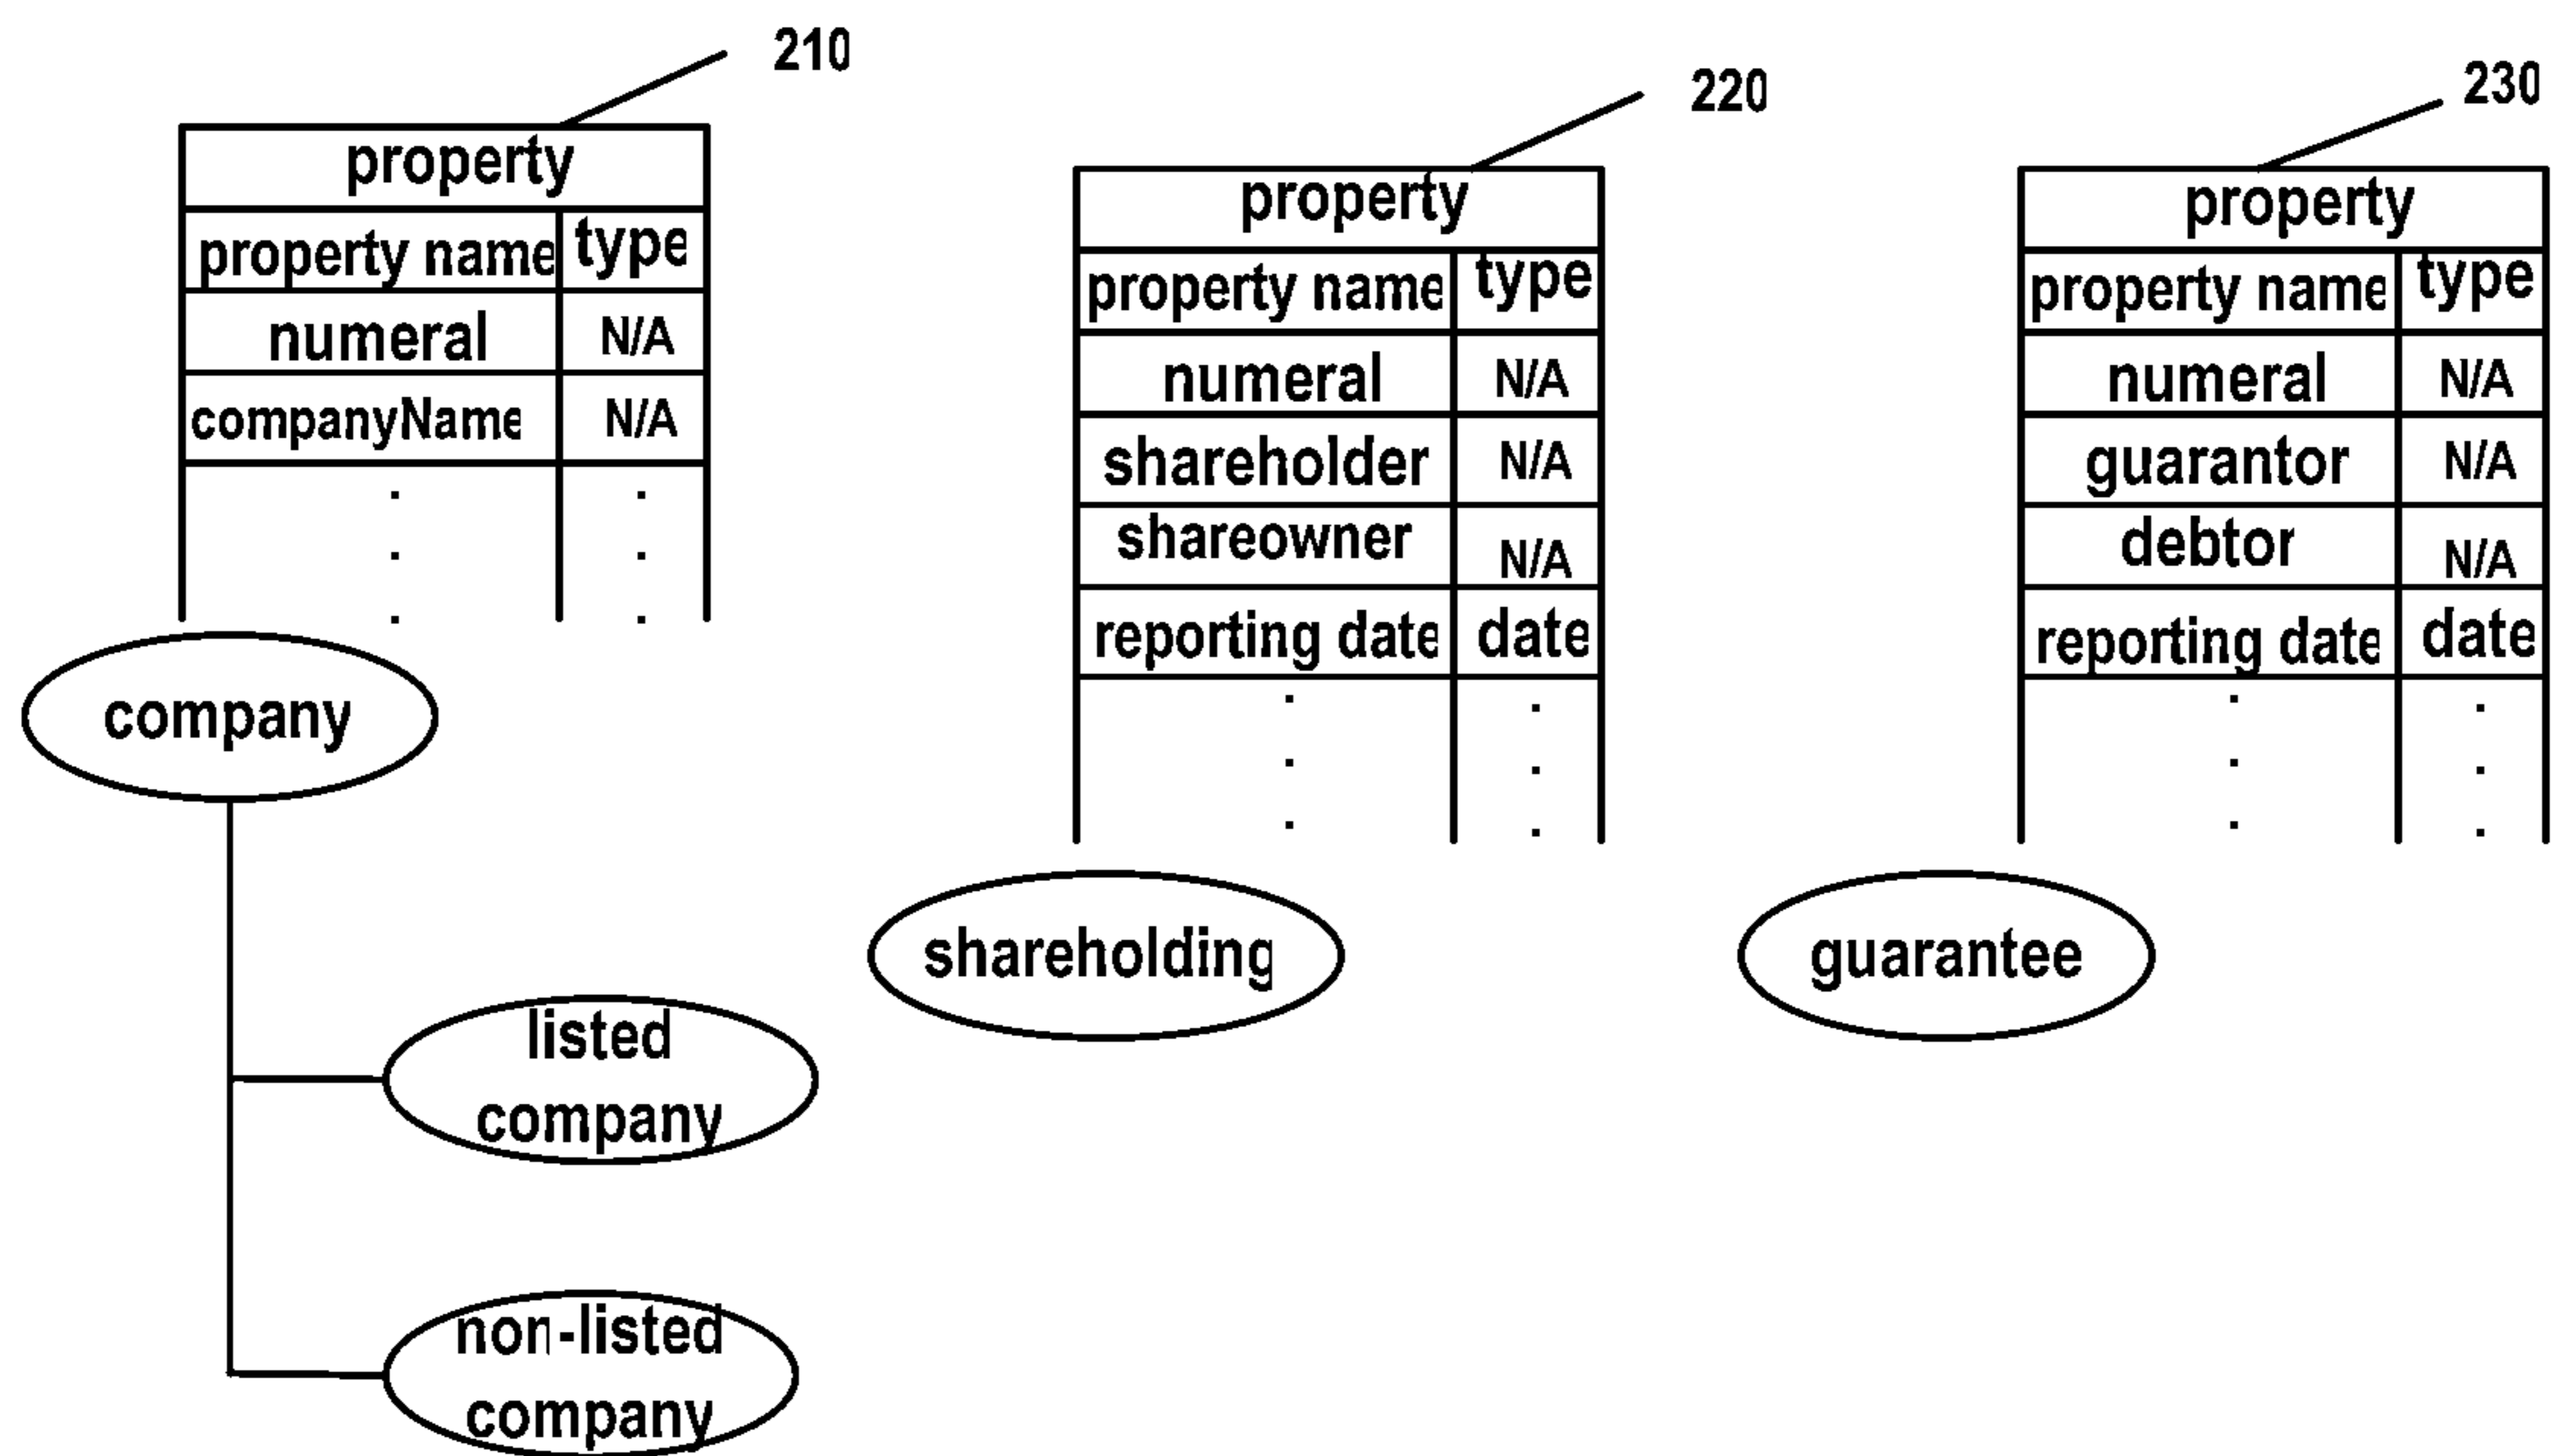 210
property
property name type
numeral N/A
companyName N/A
company
listed
company
non-listed
company
220
property
property name type
numeral N/A
shareholder N/A
shareowner N/A
reporting date date
shareholding
230
property
property name type
numeral N/A
guarantor N/A
debtor N/A
reporting date date
guarantee